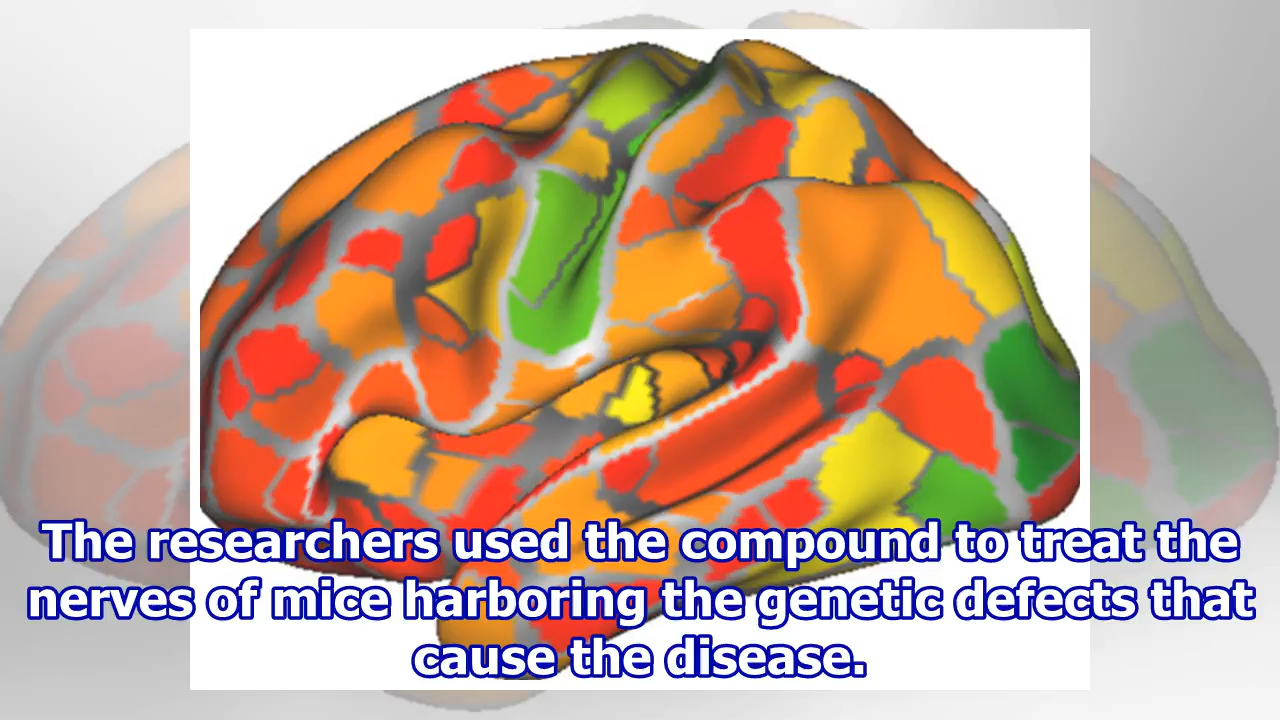 The researchers used the compound to treat the
nerves of mice harboring the genetic defects that
cause the disease.